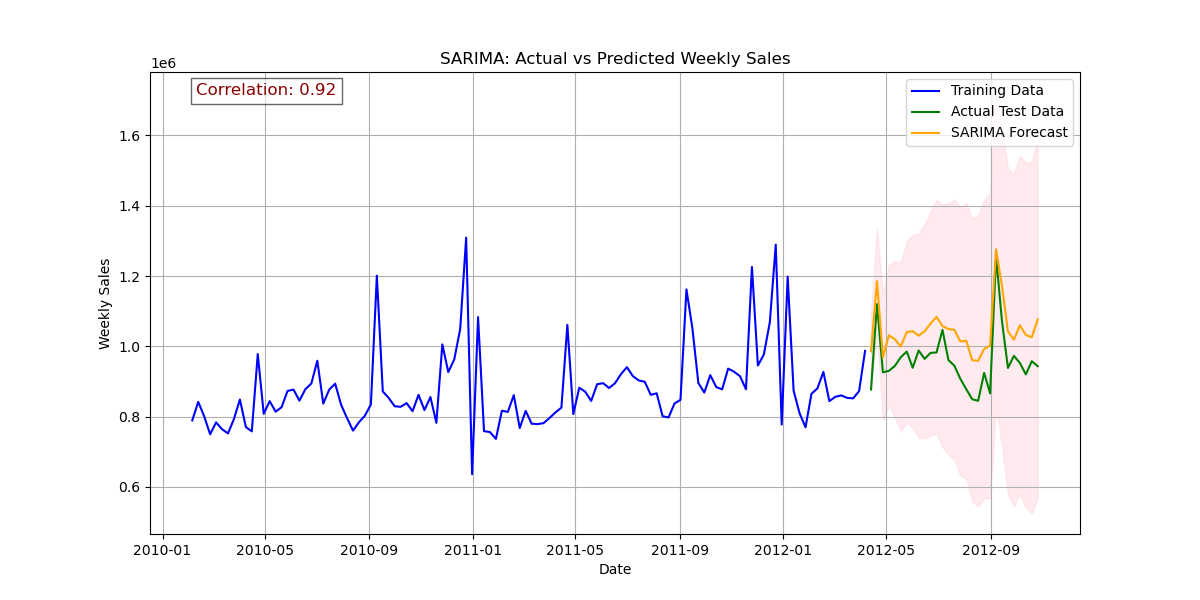 SARIMA: Actual vs Predicted Weekly Sales
1e6
Correlation: 0.92
Training Data
Actual Test Data
SARIMA Forecast
1.6
1.4
1.2
1.0
0.8
0.6
Weekly Sales
2010-01 2010-05 2010-09 2011-01 2011-05 2011-09 2012-01 2012-05 2012-09
Date